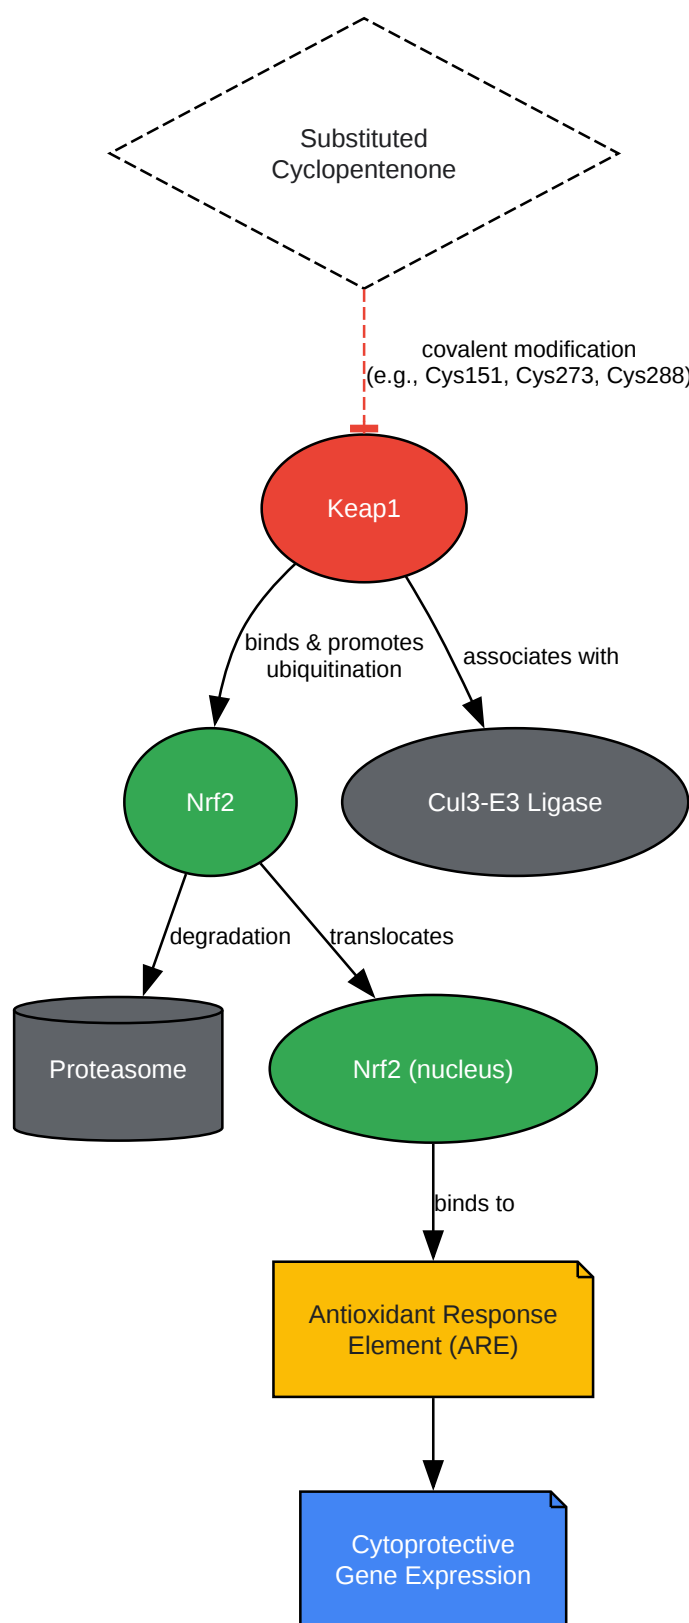 Substituted
Cyclopentenone
covalent modification
(e.g., Cys151, Cys273, Cys288)
Keap1
binds & promotes
ubiquitination
associates with
Nrf2
Cul3-E3 Ligase
degradation
translocates
Proteasome
Nrf2 (nucleus)
binds to
Antioxidant Response
Element (ARE)
Cytoprotective
Gene Expression